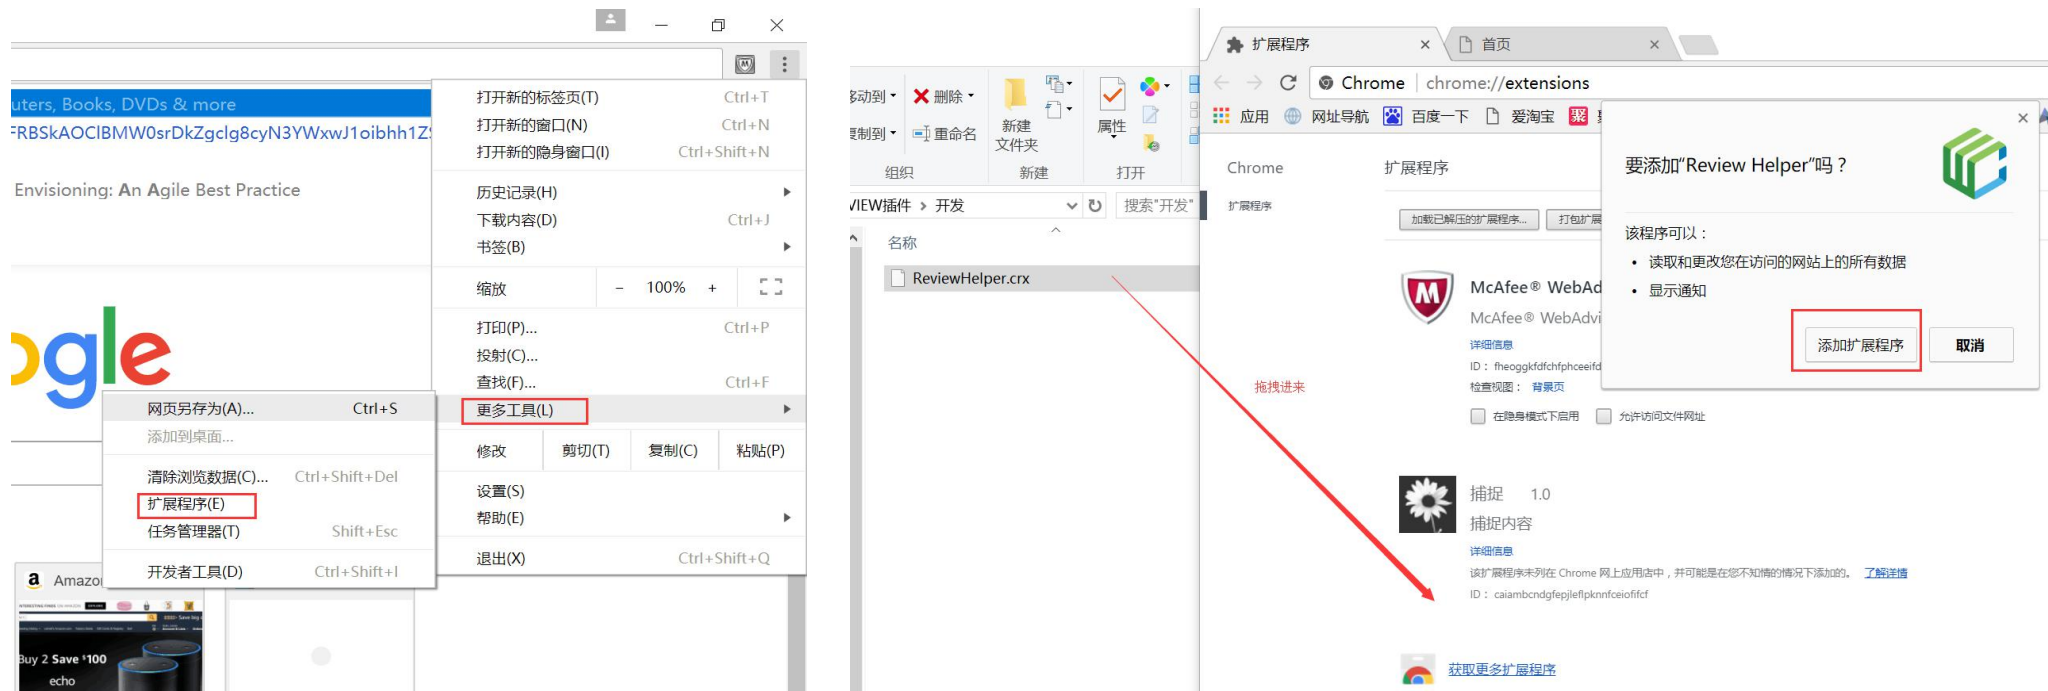 uters, Books, DVDs & more
Envisioning: An Agile Best Practice
打开新的标签页(T) Ctrl+T
打开新的窗口(N) Ctrl+N
打开新的隐身窗口(I) Ctrl+Shift+N
历史记录(H)
下载内容(D) Ctrl+J
书签(B)
缩放 − 100% +
打印(P)... Ctrl+P
投射(C)...
查找(F)... Ctrl+F
更多工具(L)
修改 剪切(T) 复制(C) 粘贴(P)
设置(S)
帮助(E)
退出(X) Ctrl+Shift+Q
ogle
网页另存为(A)... Ctrl+S
添加到桌面...
清除浏览数据(C)... Ctrl+Shift+Del
扩展程序(E)
任务管理器(T) Shift+Esc
开发者工具(D) Ctrl+Shift+I
a Amazo
Buy 2 Save $100
echo
移动到 删除
复制到 重命名
新建
文件夹
属性
组织 新建 打开
VIEW插件 > 开发
搜索"开发"
名称
ReviewHelper.crx
拖拽进来
扩展程序 首页
Chrome chrome://extensions
应用 网址导航 百度一下 爱淘宝 聚
Chrome
扩展程序
扩展程序
加载已解压的扩展程序... 打包扩展
McAfee® WebAd
McAfee® WebAdvi
详细信息
ID： fheoggkfdfchfphceeifd
检查视图： 背景页
在隐身模式下启用 允许访问文件网址
捕捉 1.0
捕捉内容
详细信息
该扩展程序未列在 Chrome 网上应用店中，并可能是在您不知情的情况下添加的。 了解详情
ID： caiambcndgfepjleflpknnfceiofifcf
获取更多扩展程序
要添加“Review Helper”吗？
该程序可以：
• 读取和更改您在访问的网站上的所有数据
• 显示通知
添加扩展程序 取消